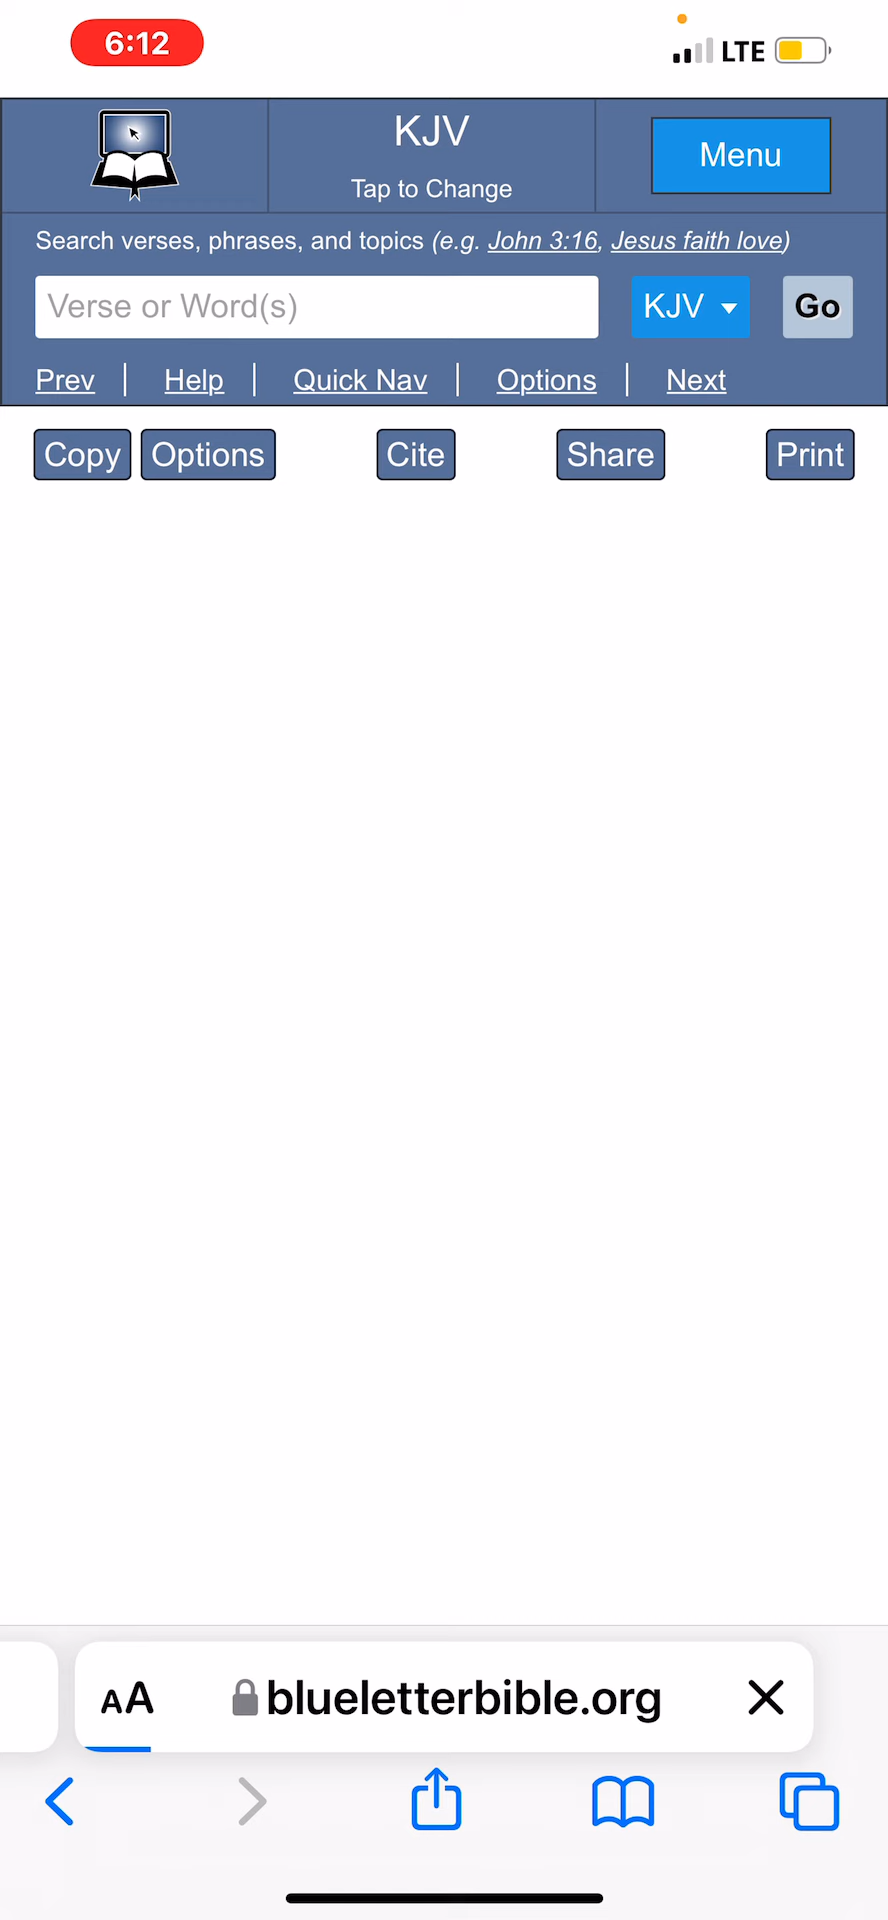 6:12
LTE
KJV
Tap to Change
Menu
Search verses, phrases, and topics (e.g. John 3:16, Jesus faith love)
Verse or Word(s)
KJV
Go
Prev | Help | Quick Nav | Options | Next
Copy
Options
Cite
Share
Print
AA
blueletterbible.org